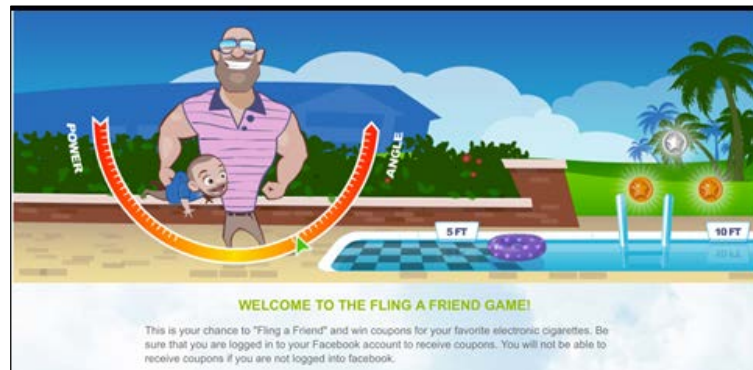 POWER
ANGLE
5 FT
10 FT
WELCOME TO THE FLING A FRIEND GAME!
This is your chance to "Fling a Friend" and win coupons for your favorite electronic cigarettes. Be
sure that you are logged in to your Facebook account to receive coupons. You will not be able to
receive coupons if you are not logged into facebook.